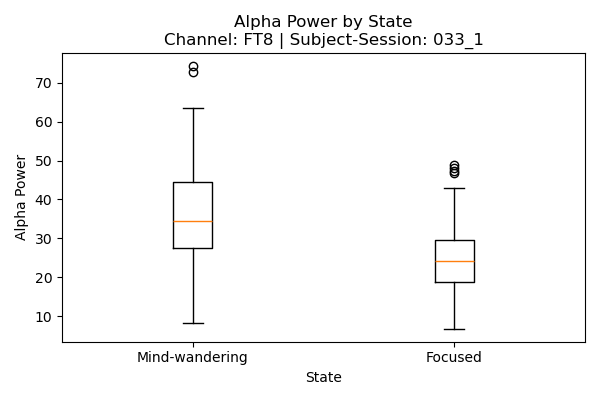 Alpha Power by State
Channel: FT8 | Subject-Session: 033_1
Alpha Power
70
60
50
40
30
20
10
Mind-wandering
Focused
State